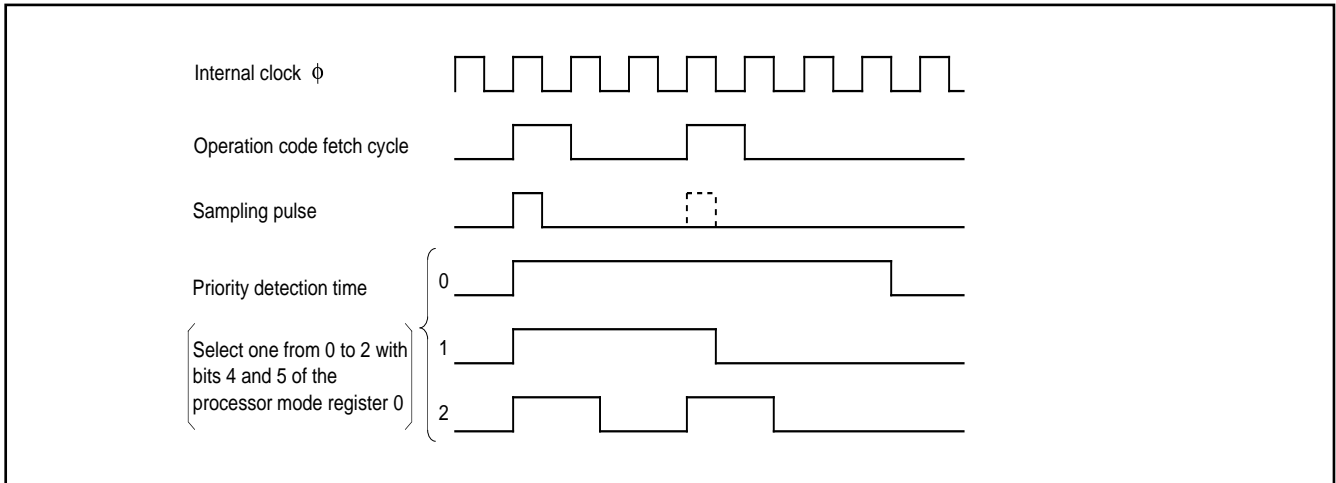 Internal clock ϕ
Operation code fetch cycle
Sampling pulse
Priority detection time
0
Select one from 0 to 2 with
bits 4 and 5 of the
processor mode register 0
1
2